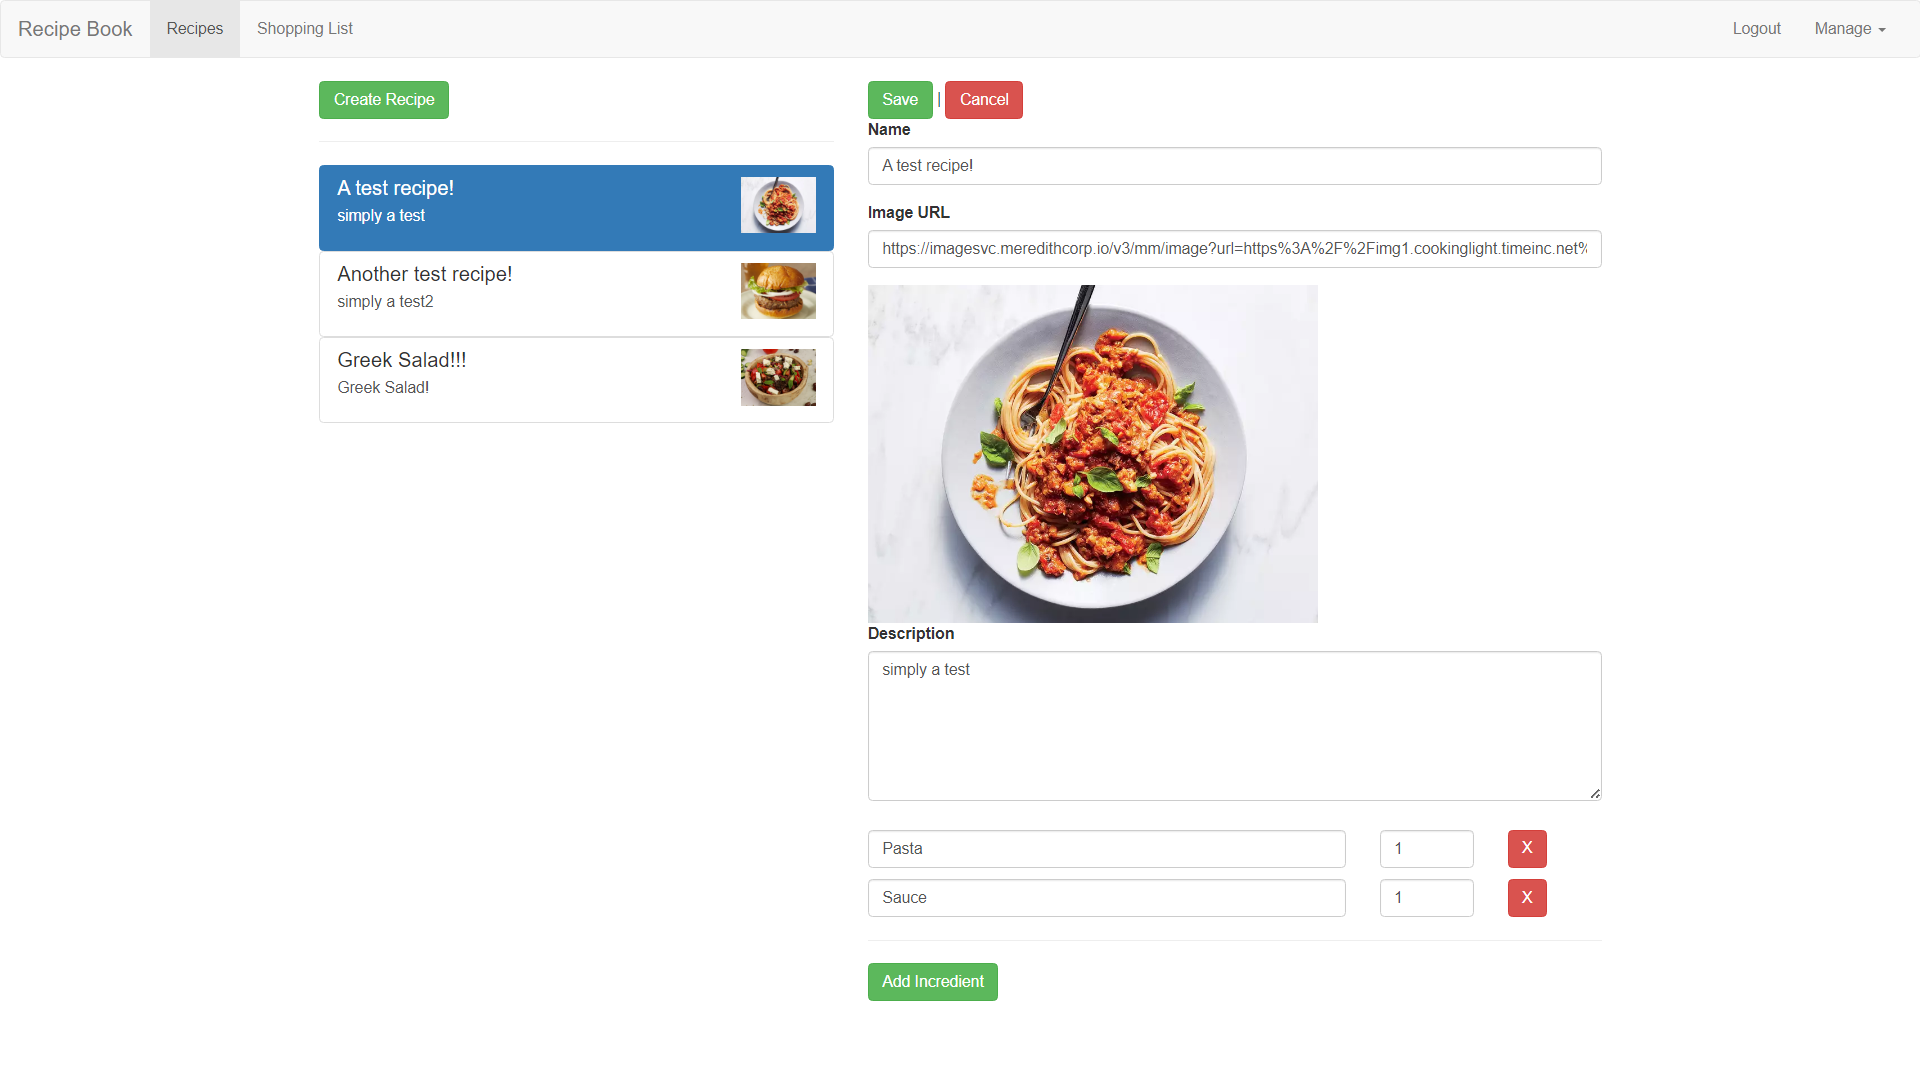 Recipe Book Recipes Shopping List Logout Manage
Create Recipe
A test recipe!
simply a test
Another test recipe!
simply a test2
Greek Salad!!!
Greek Salad!
Save | Cancel
Name
A test recipe!
Image URL
https://imagesvc.meredithcorp.io/v3/mm/image?url=https%3A%2F%2Fimg1.cookinglight.timeinc.net%
Description
simply a test
Pasta 1 X
Sauce 1 X
Add Incredient